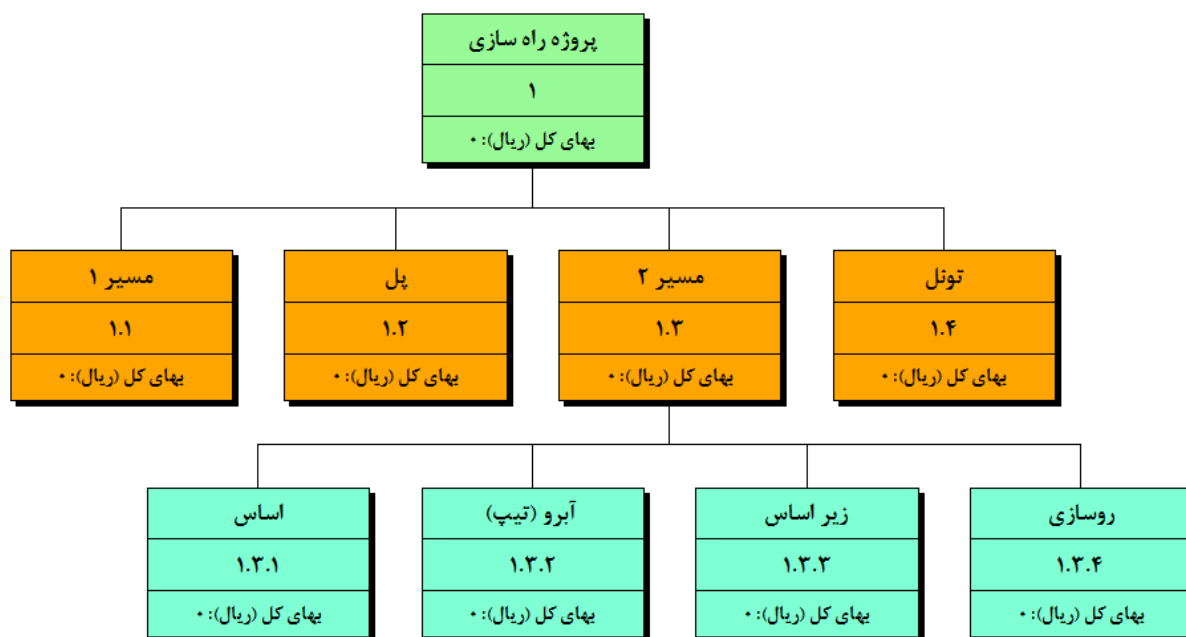 پروژه راه سازی
۱
بهای کل (ریال): ۰
مسیر ۱
۱.۱
بهای کل (ریال): ۰
پل
۱.۲
بهای کل (ریال): ۰
مسیر ۲
۱.۳
بهای کل (ریال): ۰
تونل
۱.۴
بهای کل (ریال): ۰
اساس
۱.۳.۱
بهای کل (ریال): ۰
آبرو (تیپ)
۱.۳.۲
بهای کل (ریال): ۰
زیر اساس
۱.۳.۳
بهای کل (ریال): ۰
روسازی
۱.۳.۴
بهای کل (ریال): ۰